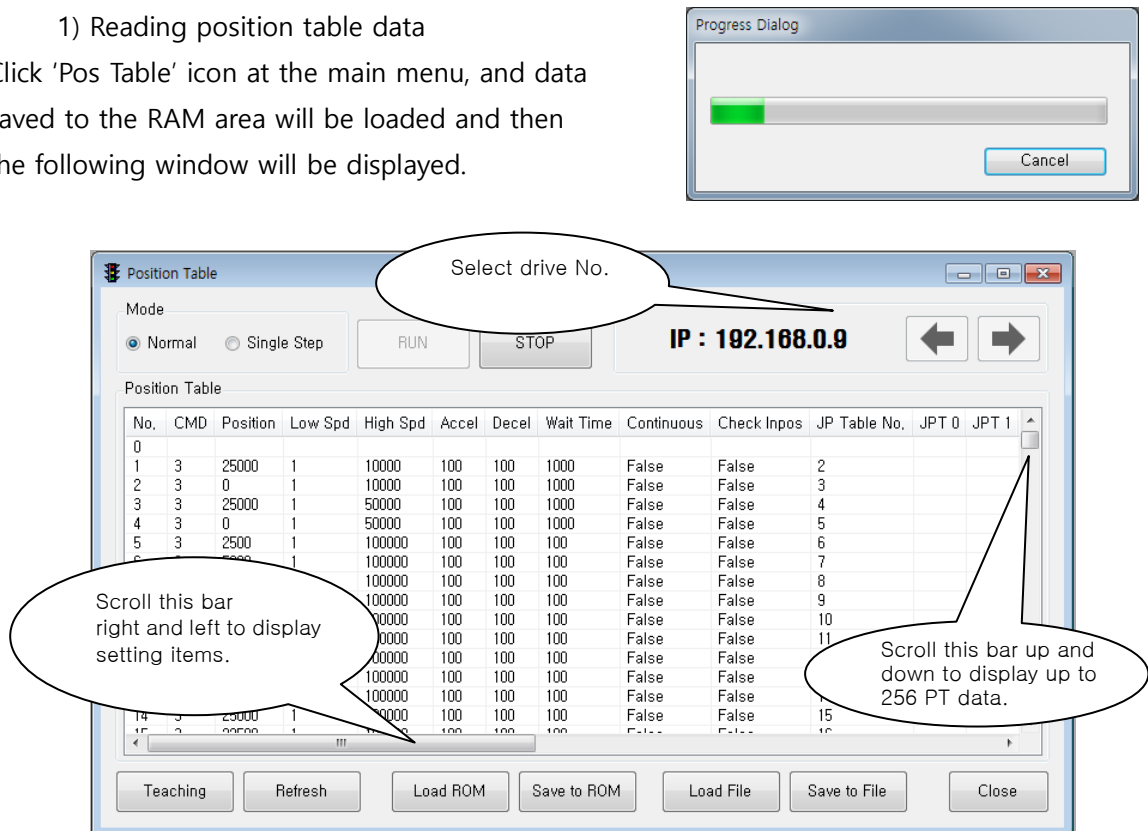 1) Reading position table data
Click ‘Pos Table’ icon at the main menu, and data
aved to the RAM area will be loaded and then
he following window will be displayed.
Progress Dialog
Cancel
Position Table
Select drive No.
Mode
Normal Single Step
RUN
STOP
IP : 192.168.0.9
Position Table
No. CMD Position Low Spd High Spd Accel Decel Wait Time Continuous Check Inpos JP Table No. JPT 0 JPT 1
0
1 3 25000 1 10000 100 100 1000 False False 2
2 3 0 1 10000 100 100 1000 False False 3
3 3 25000 1 50000 100 100 1000 False False 4
4 3 0 1 50000 100 100 1000 False False 5
5 3 2500 1 100000 100 100 100 False False 6
100000 100 100 100 False False 7
100000 100 100 100 False False 8
100000 100 100 100 False False 9
00000 100 100 100 False False 10
0000 100 100 100 False False 11
00000 100 100 100 False False
100000 100 100 100 False False
100000 100 100 100 False False
14 3 25000 1 00000 100 100 100 False False 15
Scroll this bar
right and left to display
setting items.
Scroll this bar up and
down to display up to
256 PT data.
Teaching Refresh Load ROM Save to ROM Load File Save to File Close